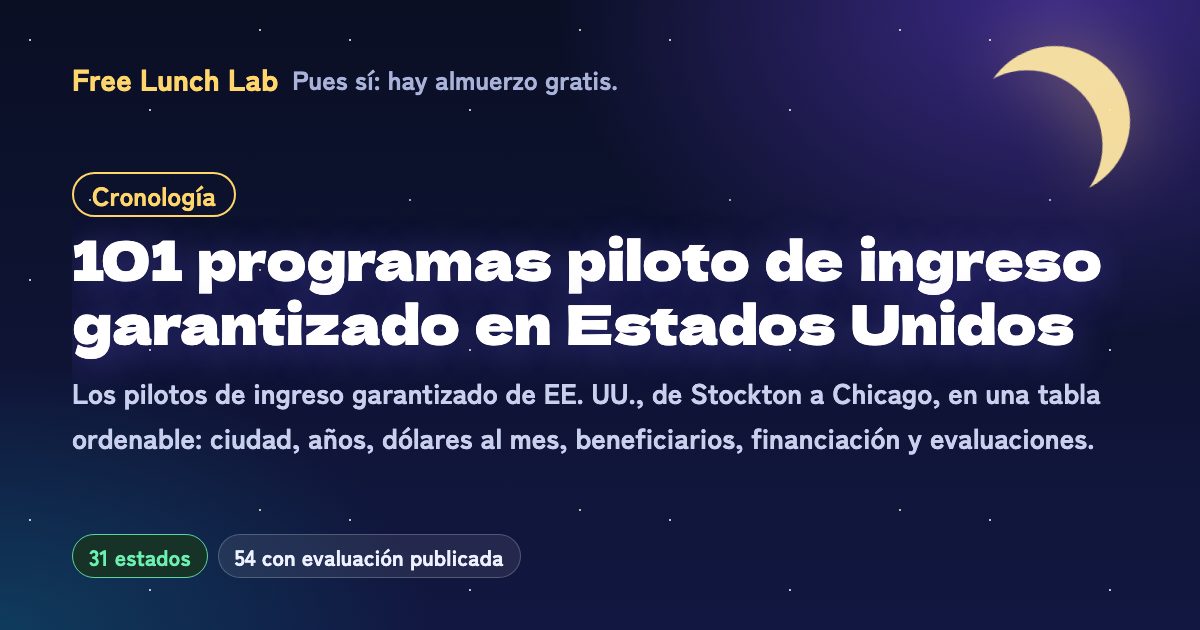 Free Lunch Lab Pues sí: hay almuerzo gratis.
Cronología
101 programas piloto de ingreso
garantizado en Estados Unidos
Los pilotos de ingreso garantizado de EE. UU., de Stockton a Chicago, en una tabla
ordenable: ciudad, años, dólares al mes, beneficiarios, financiación y evaluaciones.
31 estados 54 con evaluación publicada